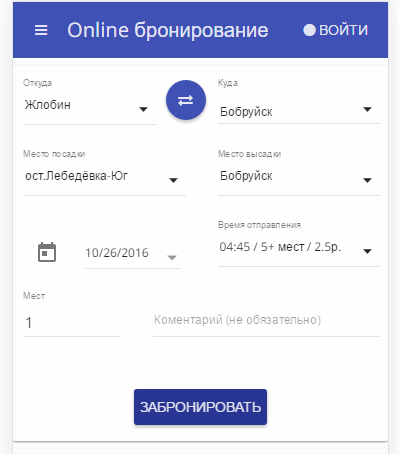 Online бронирование ВОЙТИ
Откуда Куда
Жлобин Бобруйск
Место посадки Место высадки
ост.Лебедёвка-Юг Бобруйск
Время отправления
10/26/2016 04:45 / 5+ мест / 2.5р.
Мест
1 Коментарий (не обязательно)
ЗАБРОНИРОВАТЬ